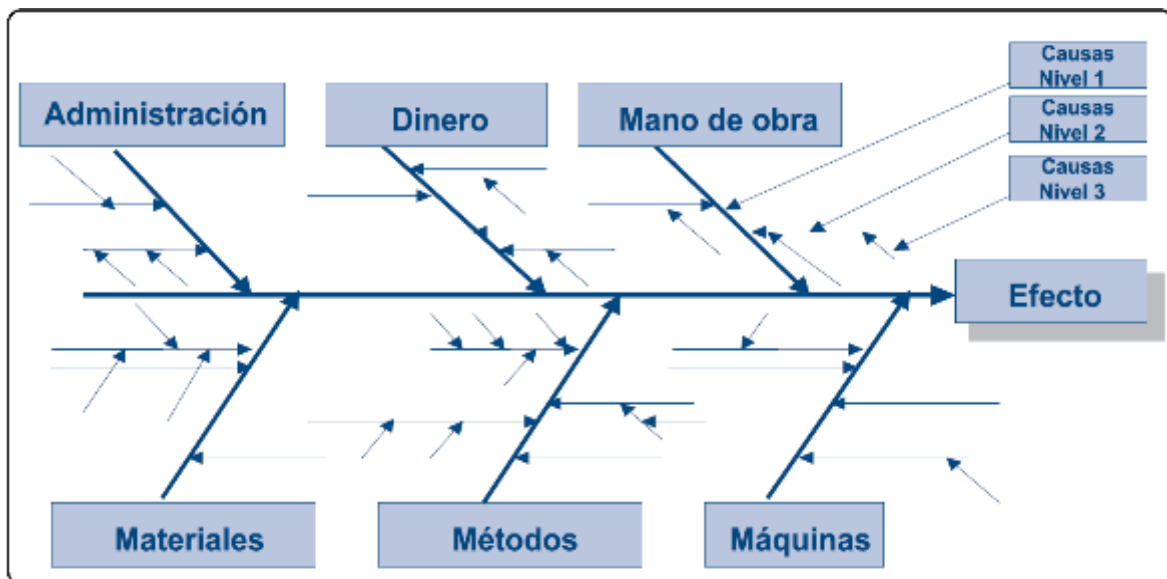 Causas
Nivel 1
Administración
Dinero
Mano de obra
Causas
Nivel 2
Causas
Nivel 3
Efecto
Materiales
Métodos
Máquinas